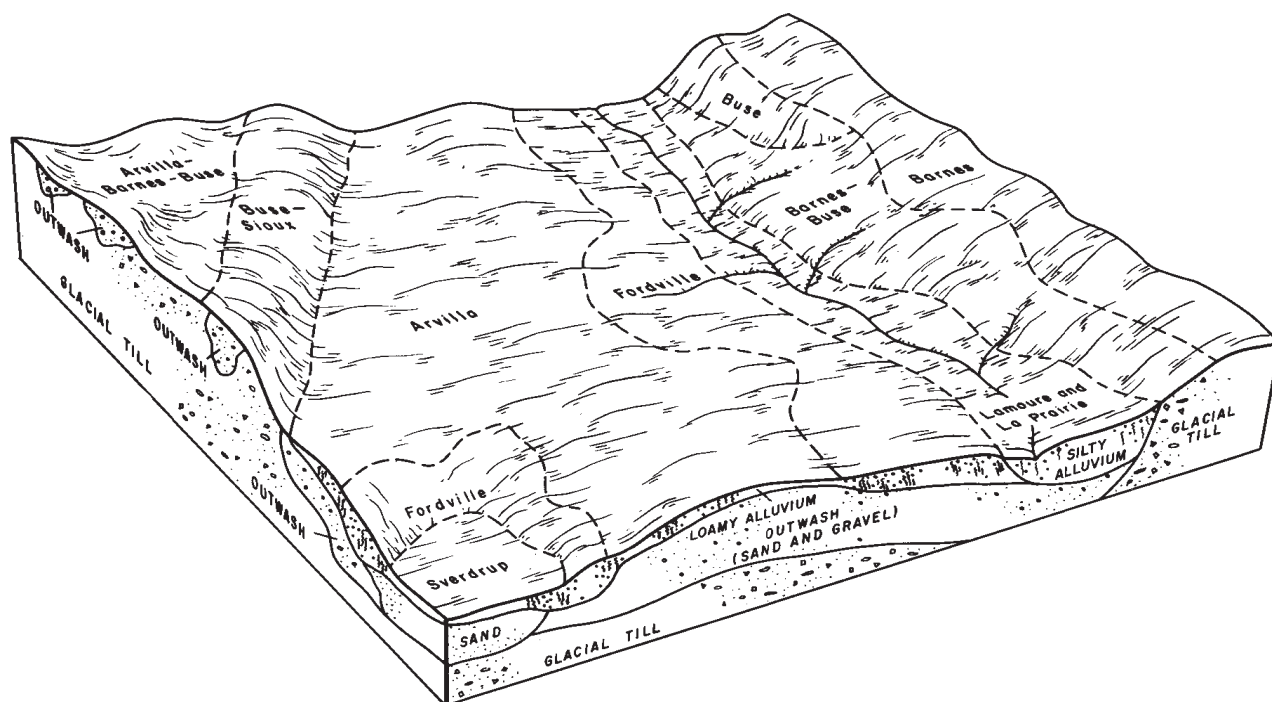 Buse
Arvilla-
Barnes-Buse
Barnes
Buse-
Sioux
Barnes-
Buse
OUTWASH
Fordville
GLACIAL TILL
Arvilla
OUTWASH
Lamoure and
La Prairie
GLACIAL
TILL
SILTY
ALLUVIUM
OUTWASH
Fordville
LOAMY ALLUVIUM
OUTWASH
(SAND AND GRAVEL)
Sverdrup
SAND
GLACIAL TILL